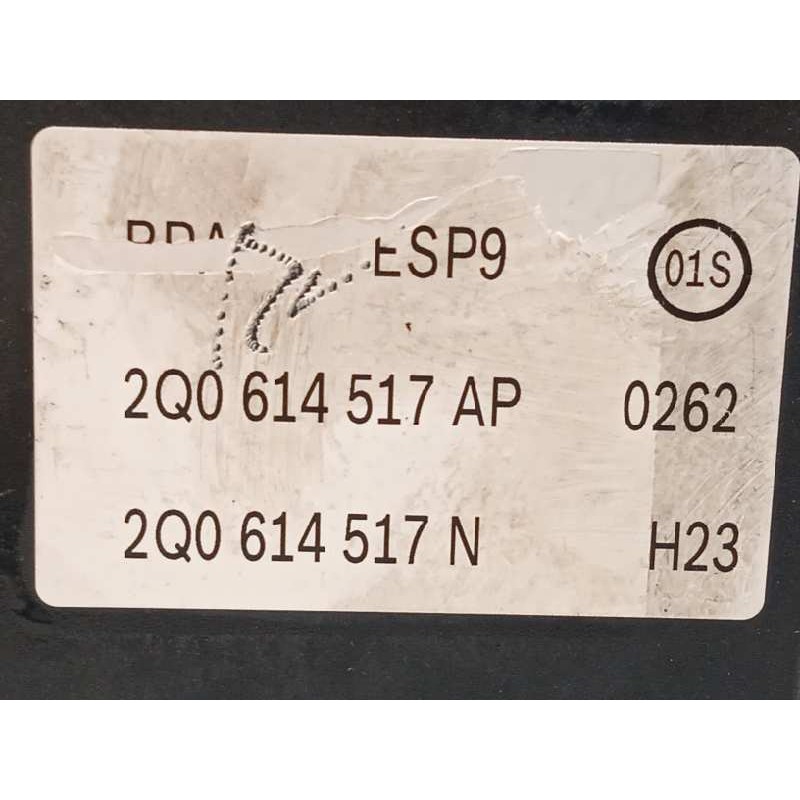 ESP9 01S
2Q0 614 517 AP 0262
2Q0 614 517 N H23